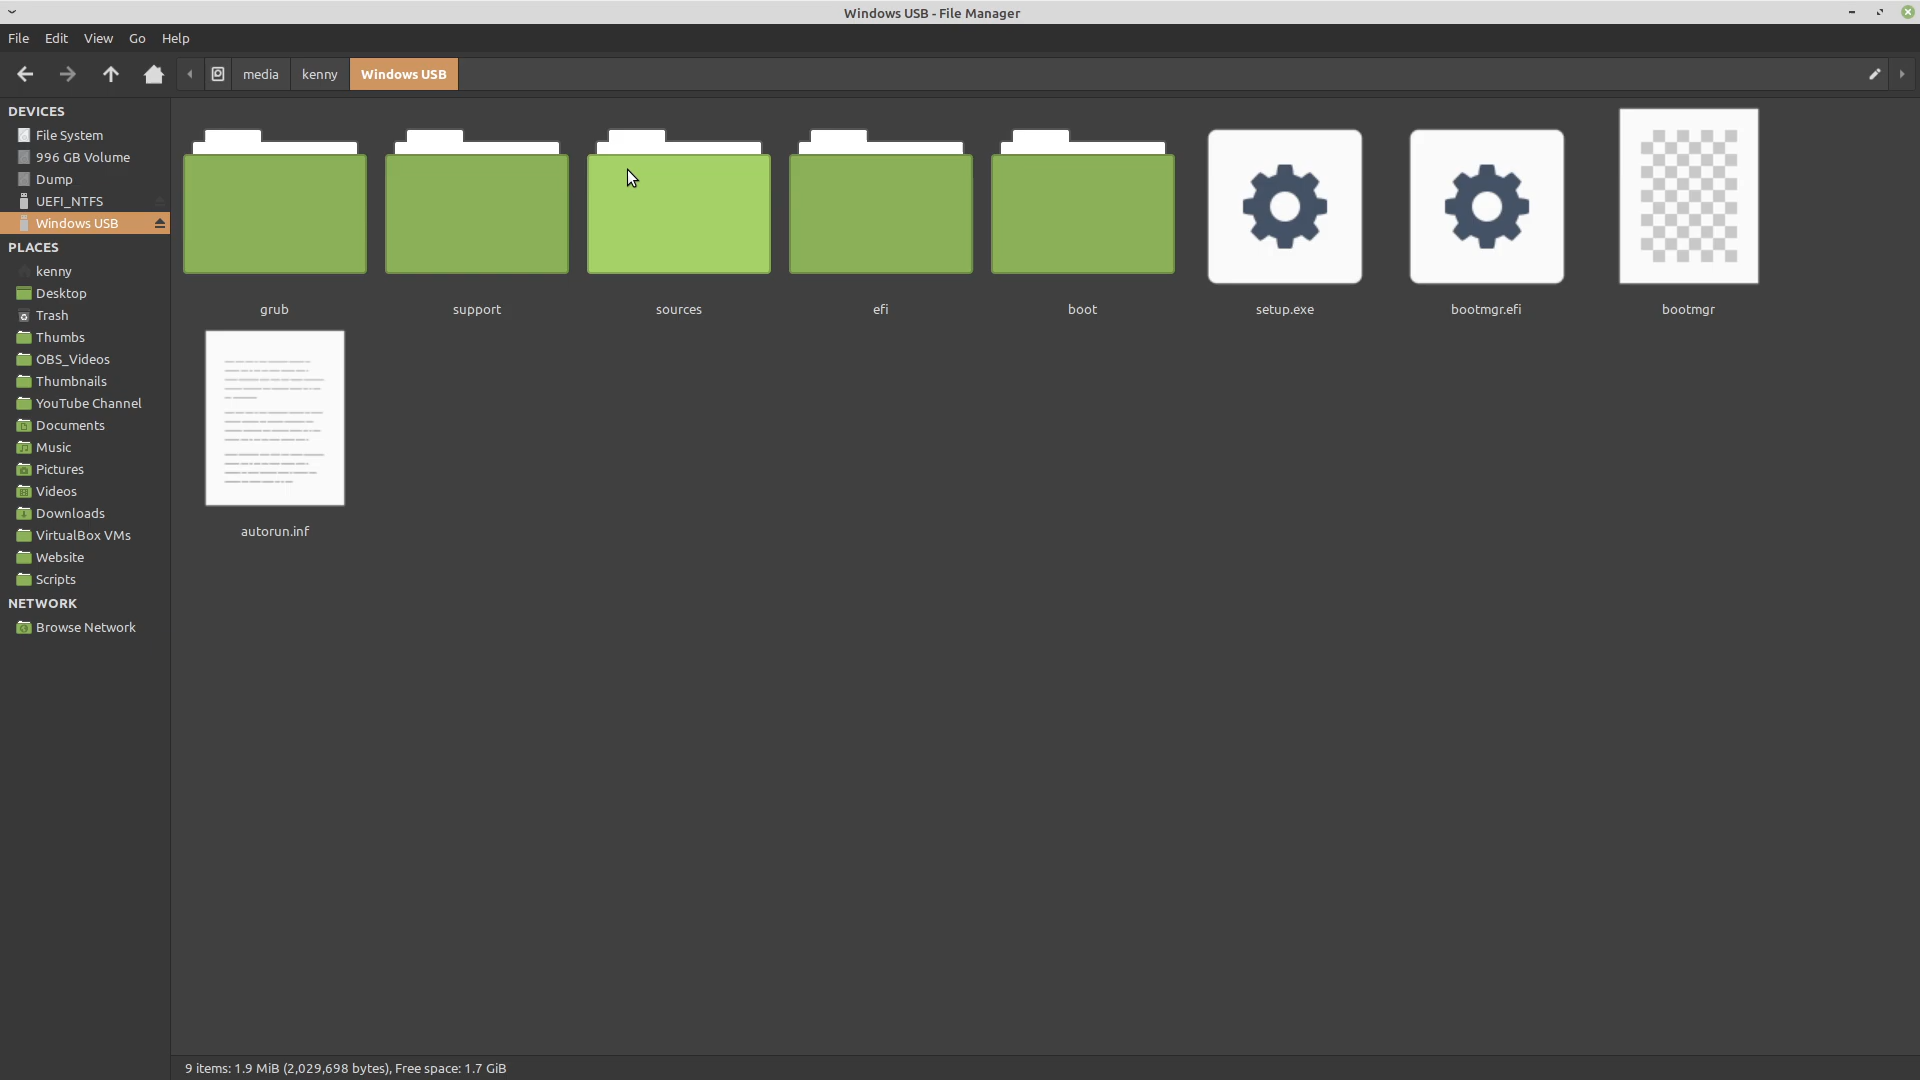 Windows USB - File Manager
File Edit View Go Help
media kenny Windows USB
DEVICES
File System
996 GB Volume
Dump
UEFI_NTFS
Windows USB
PLACES
kenny
Desktop
Trash
Thumbs
OBS_Videos
Thumbnails
YouTube Channel
Documents
Music
Pictures
Videos
Downloads
VirtualBox VMs
Website
Scripts
NETWORK
Browse Network
grub support sources efi boot setup.exe bootmgr.efi bootmgr
autorun.inf
9 items: 1.9 MiB (2,029,698 bytes), Free space: 1.7 GiB